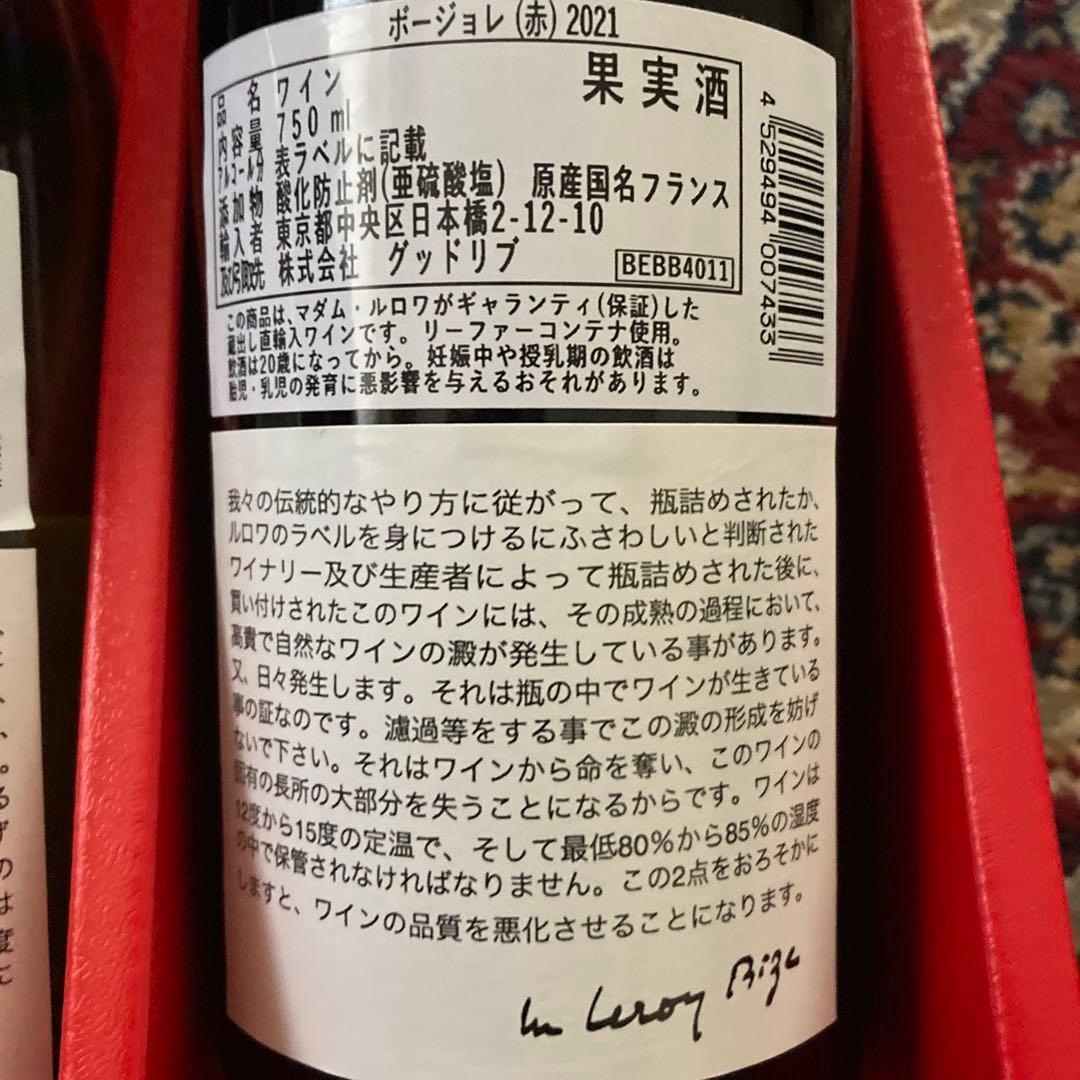 ボージョレ (赤) 2021
果実酒
品名 ワイン
内容量 750 ml
アルコール分 表ラベルに記載
添加物 酸化防止剤(亜硫酸塩) 原産国名フランス
輸入者 東京都中央区日本橋2-12-10
及び引取先 株式会社 グッドリブ
BEBB4011
4 529494 007433
この商品は、マダム・ルロワがギャランティ(保証)した
蔵出し直輸入ワインです。リーファーコンテナ使用。
飲酒は20歳になってから。妊娠中や授乳期の飲酒は
胎児・乳児の発育に悪影響を与えるおそれがあります。
我々の伝統的なやり方に従がって、瓶詰めされたか、
ルロワのラベルを身につけるにふさわしいと判断された
ワイナリー及び生産者によって瓶詰めされた後に、
買い付けされたこのワインには、その成熟の過程において、
高貴で自然なワインの澱が発生している事があります。
又、日々発生します。それは瓶の中でワインが生きている
事の証なのです。濾過等をする事でこの澱の形成を妨げ
ないで下さい。それはワインから命を奪い、このワインの
固有の長所の大部分を失うことになるからです。ワインは
12度から15度の定温で、そして最低80%から85%の湿度
の中で保管されなければなりません。この2点をおろそかに
しますと、ワインの品質を悪化させることになります。
Leroy Bize